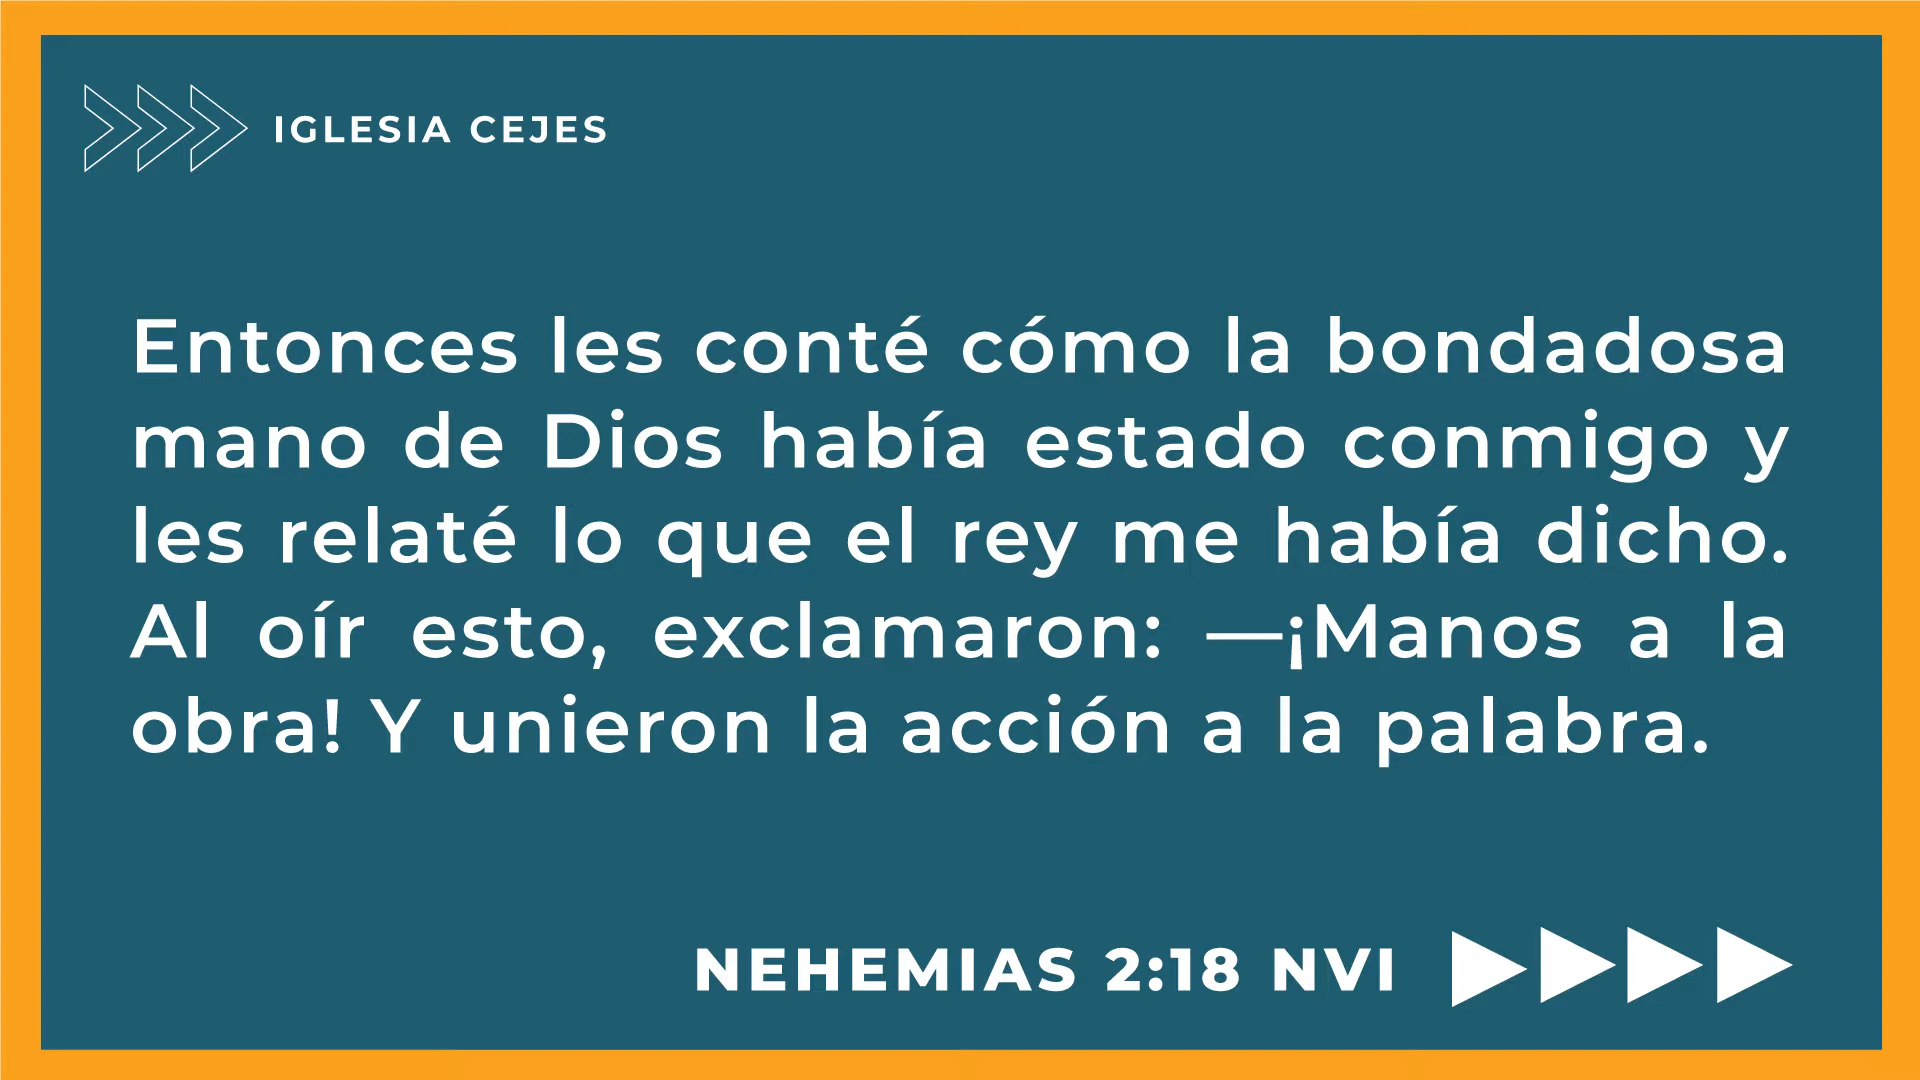 IGLESIA CEJES
Entonces les conté cómo la bondadosa
mano de Dios había estado conmigo y
les relaté lo que el rey me había dicho.
Al oír esto, exclamaron: —¡Manos a la
obra! Y unieron la acción a la palabra.
NEHEMIAS 2:18 NVI